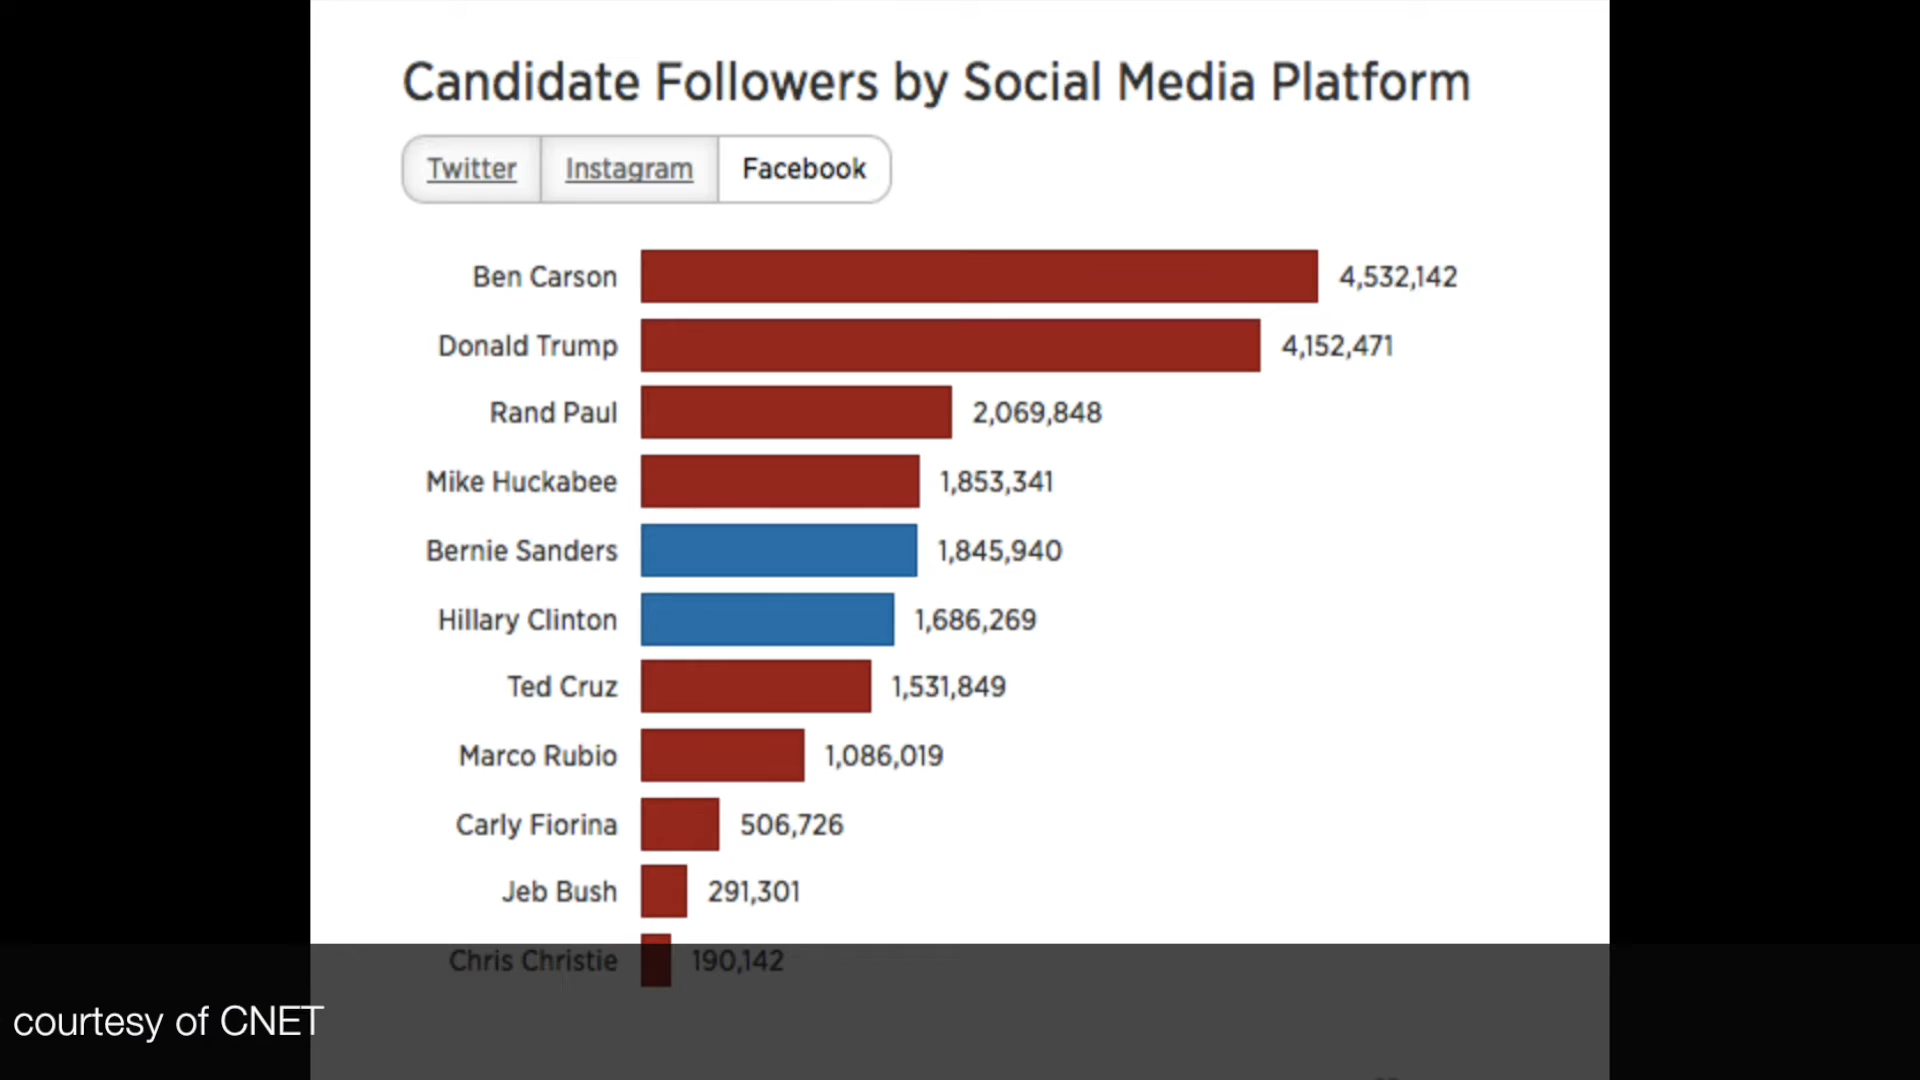 Candidate Followers by Social Media Platform
Twitter Instagram Facebook
Ben Carson 4,532,142
Donald Trump 4,152,471
Rand Paul 2,069,848
Mike Huckabee 1,853,341
Bernie Sanders 1,845,940
Hillary Clinton 1,686,269
Ted Cruz 1,531,849
Marco Rubio 1,086,019
Carly Fiorina 506,726
Jeb Bush 291,301
Chris Christie 190,142
courtesy of CNET